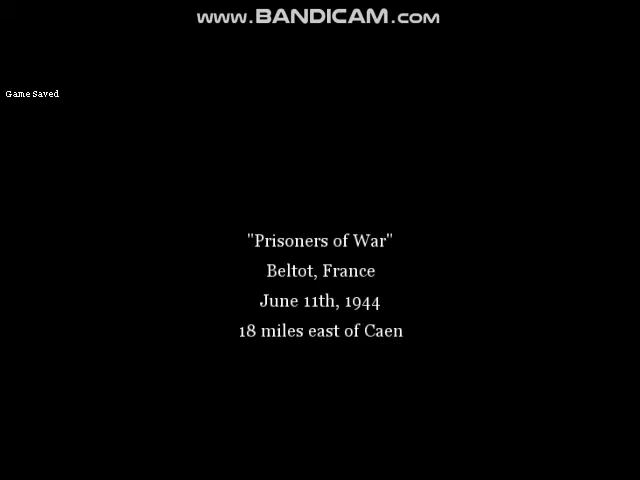 www.BANDICAM.com
Game Saved
"Prisoners of War"
Beltot, France
June 11th, 1944
18 miles east of Caen